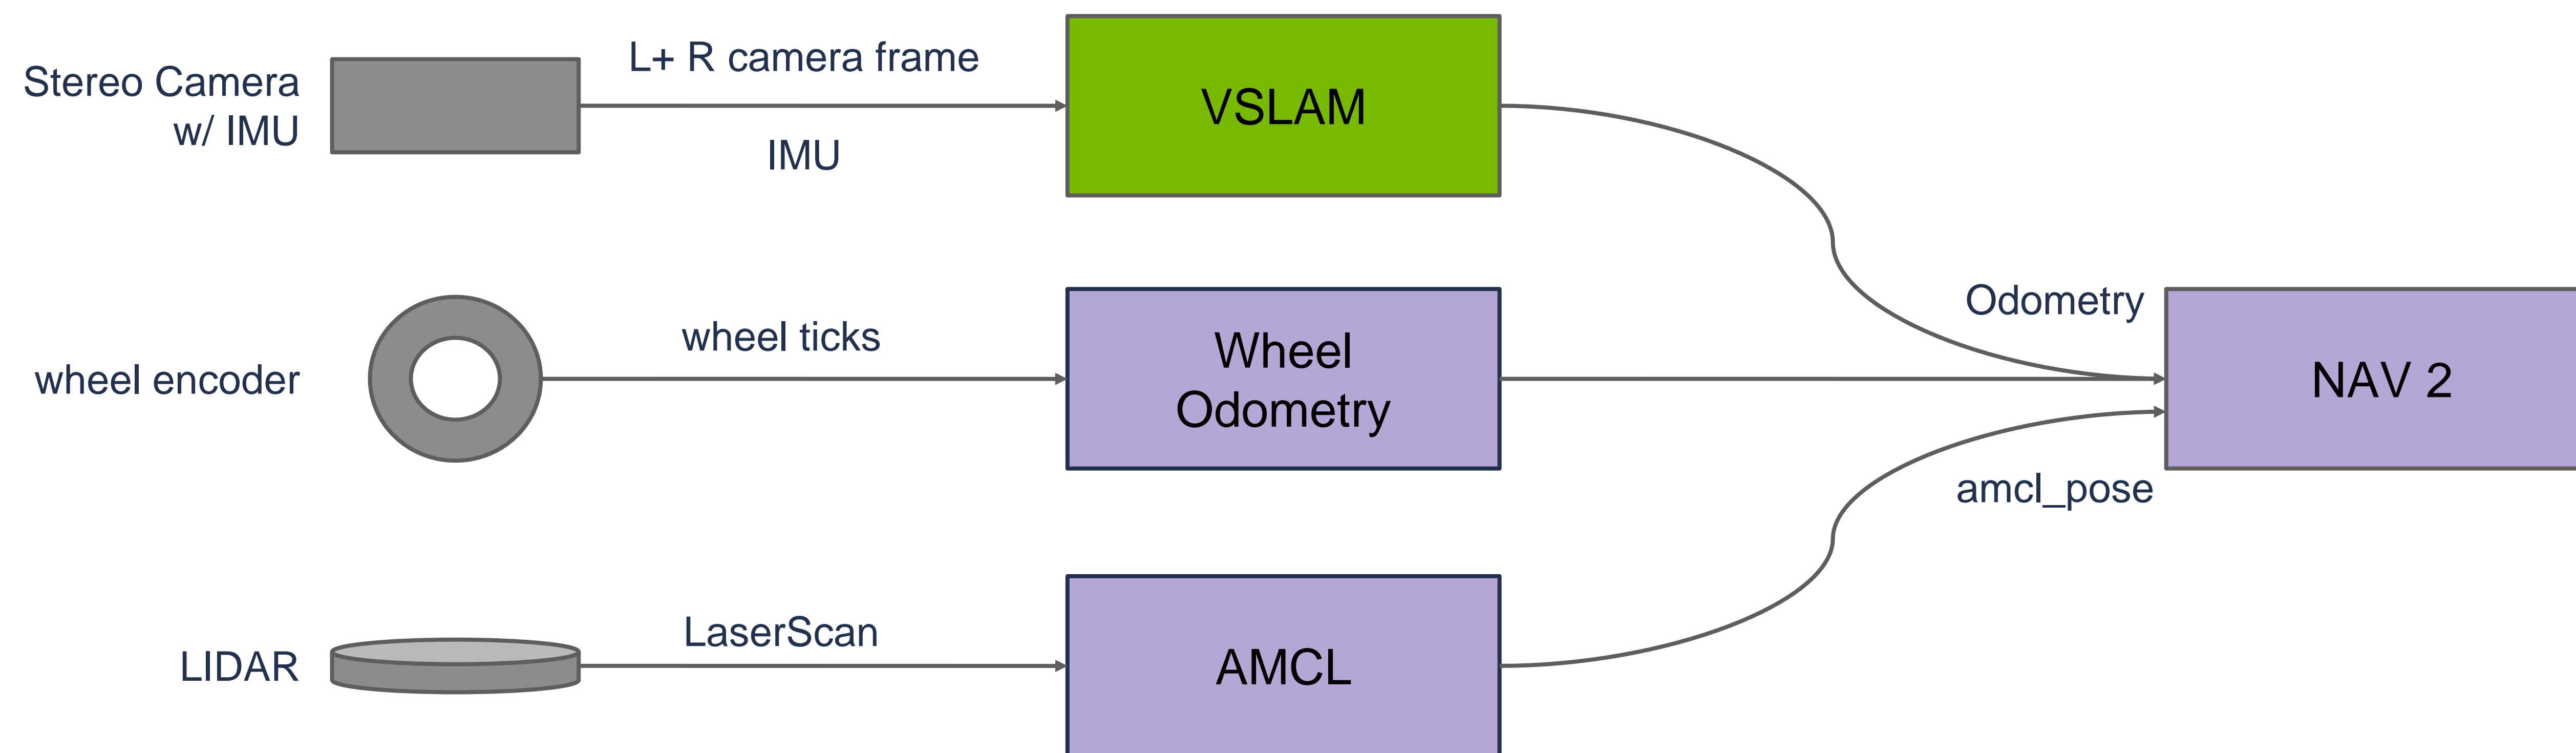 Stereo Camera
w/ IMU
L+ R camera frame
IMU
VSLAM
wheel encoder
wheel ticks
Wheel
Odometry
Odometry
NAV 2
amcl_pose
LIDAR
LaserScan
AMCL